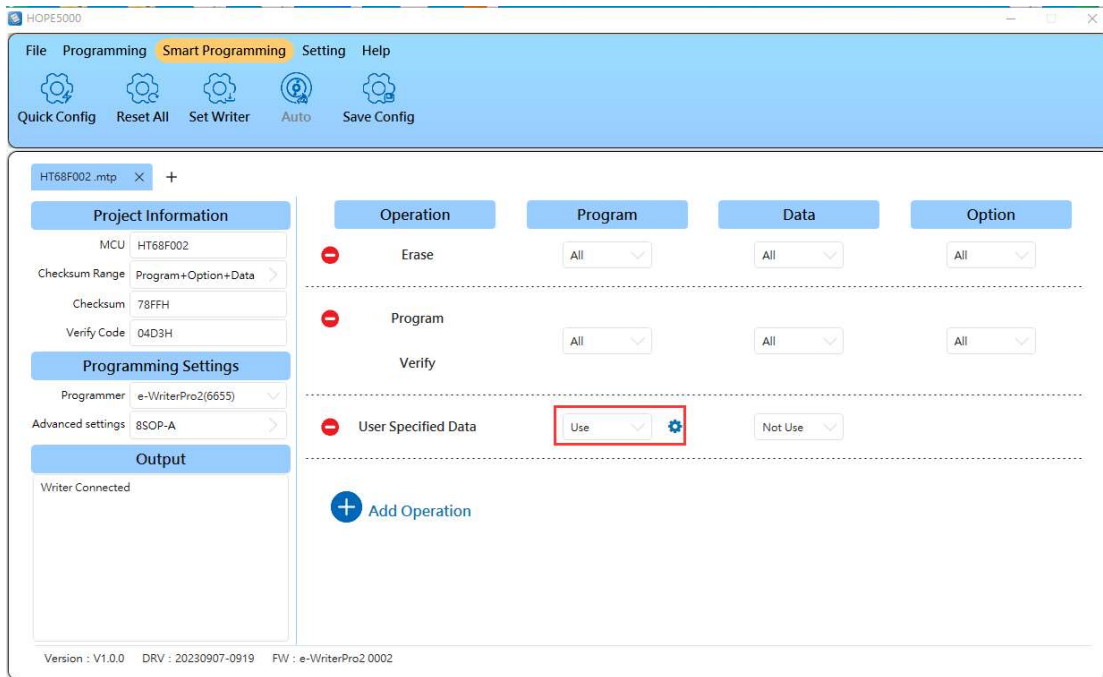 HOPE5000
File Programming Smart Programming Setting Help
Quick Config Reset All Set Writer Auto Save Config
HT68F002 .mtp
Project Information
MCU HT68F002
Checksum Range Program+Option+Data
Checksum 78FFH
Verify Code 04D3H
Programming Settings
Programmer e-WriterPro2(6655)
Advanced settings 8SOP-A
Output
Writer Connected
Operation Program Data Option
Erase All All All
Program
All All All
Verify
User Specified Data Use Not Use
Add Operation
Version : V1.0.0 DRV : 20230907-0919 FW : e-WriterPro2 0002